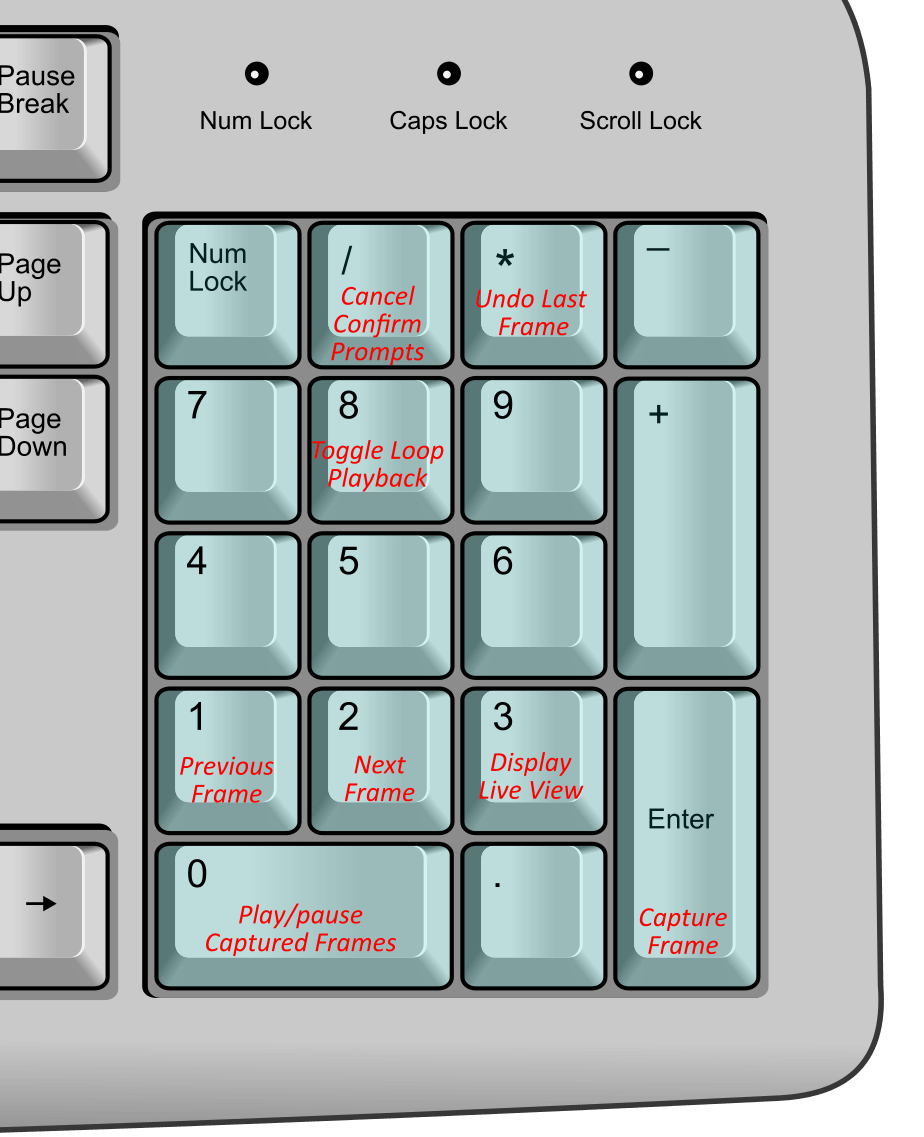 Pause
Break
Num Lock
Caps Lock
Scroll Lock
Page
Up
Page
Down
→
Num
Lock
/
Cancel
Confirm
Prompts
*
Undo Last
Frame
–
7
8
Toggle Loop
Playback
9
+
4
5
6
1
Previous
Frame
2
Next
Frame
3
Display
Live View
Enter
Capture
Frame
0
Play/pause
Captured Frames
.